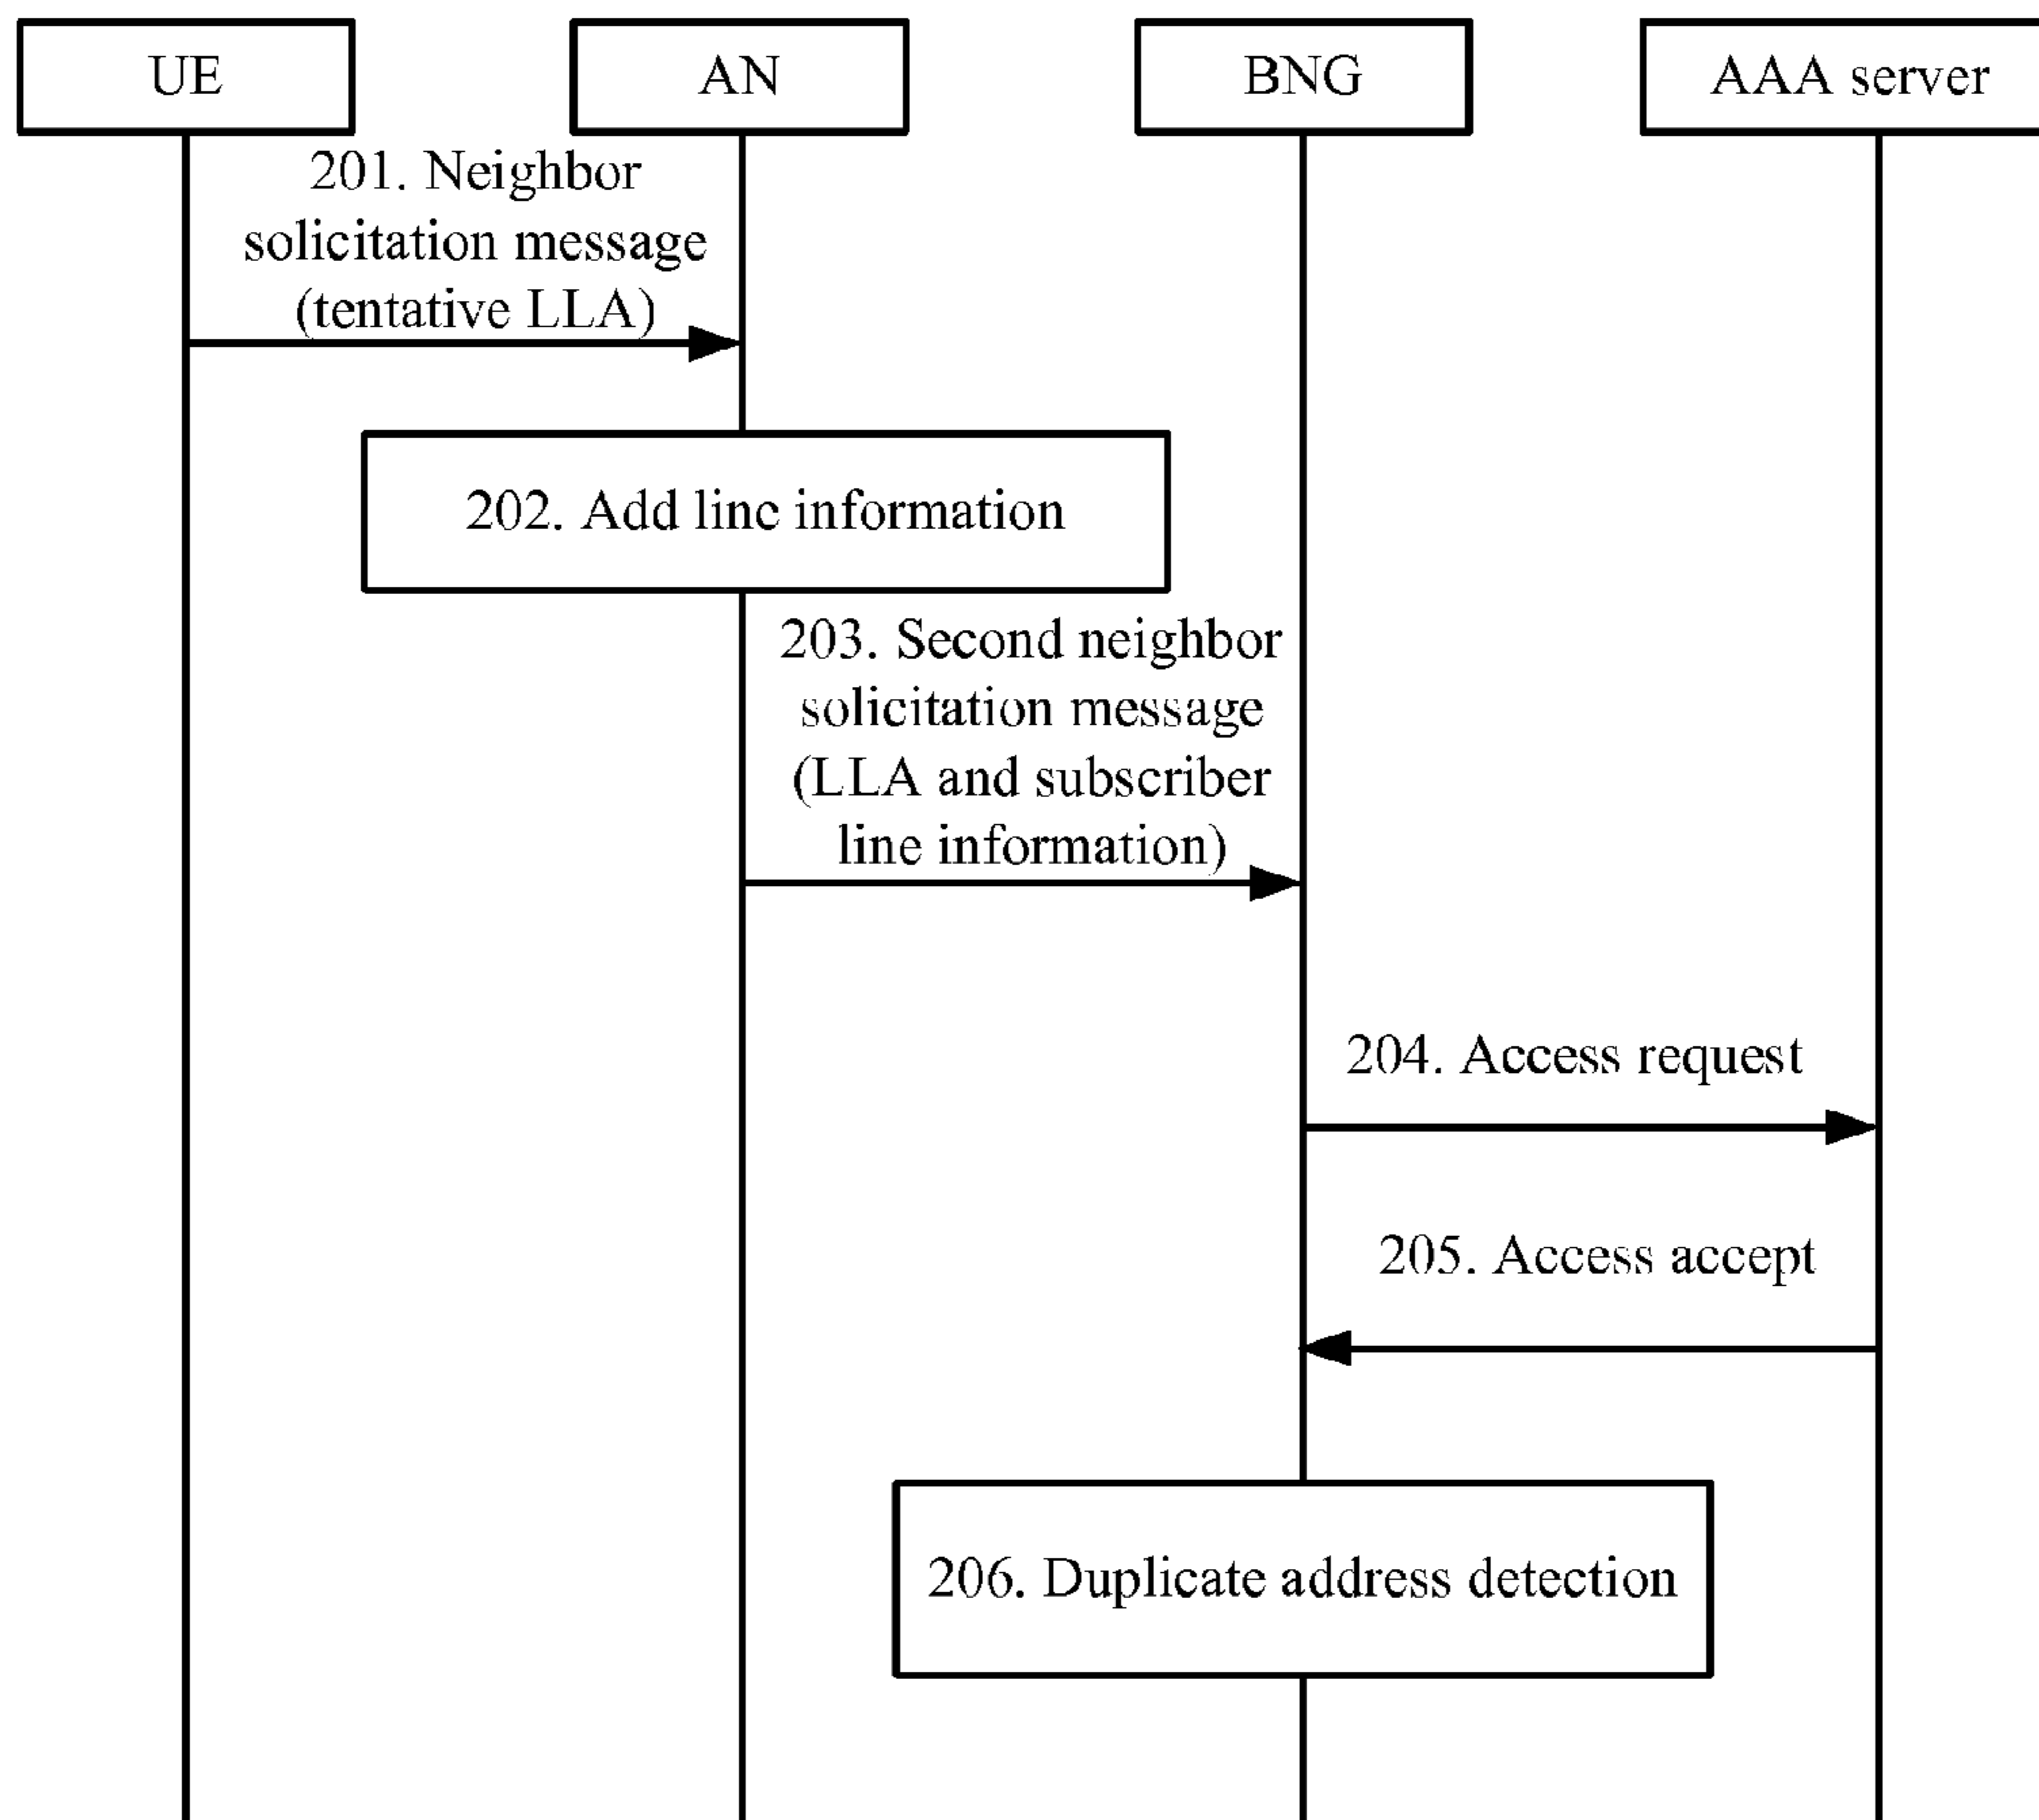 UE
AN
BNG
AAA server
201. Neighbor
solicitation message
(tentative LLA)
202. Add line information
203. Second neighbor
solicitation message
(LLA and subscriber
line information)
204. Access request
205. Access accept
206. Duplicate address detection